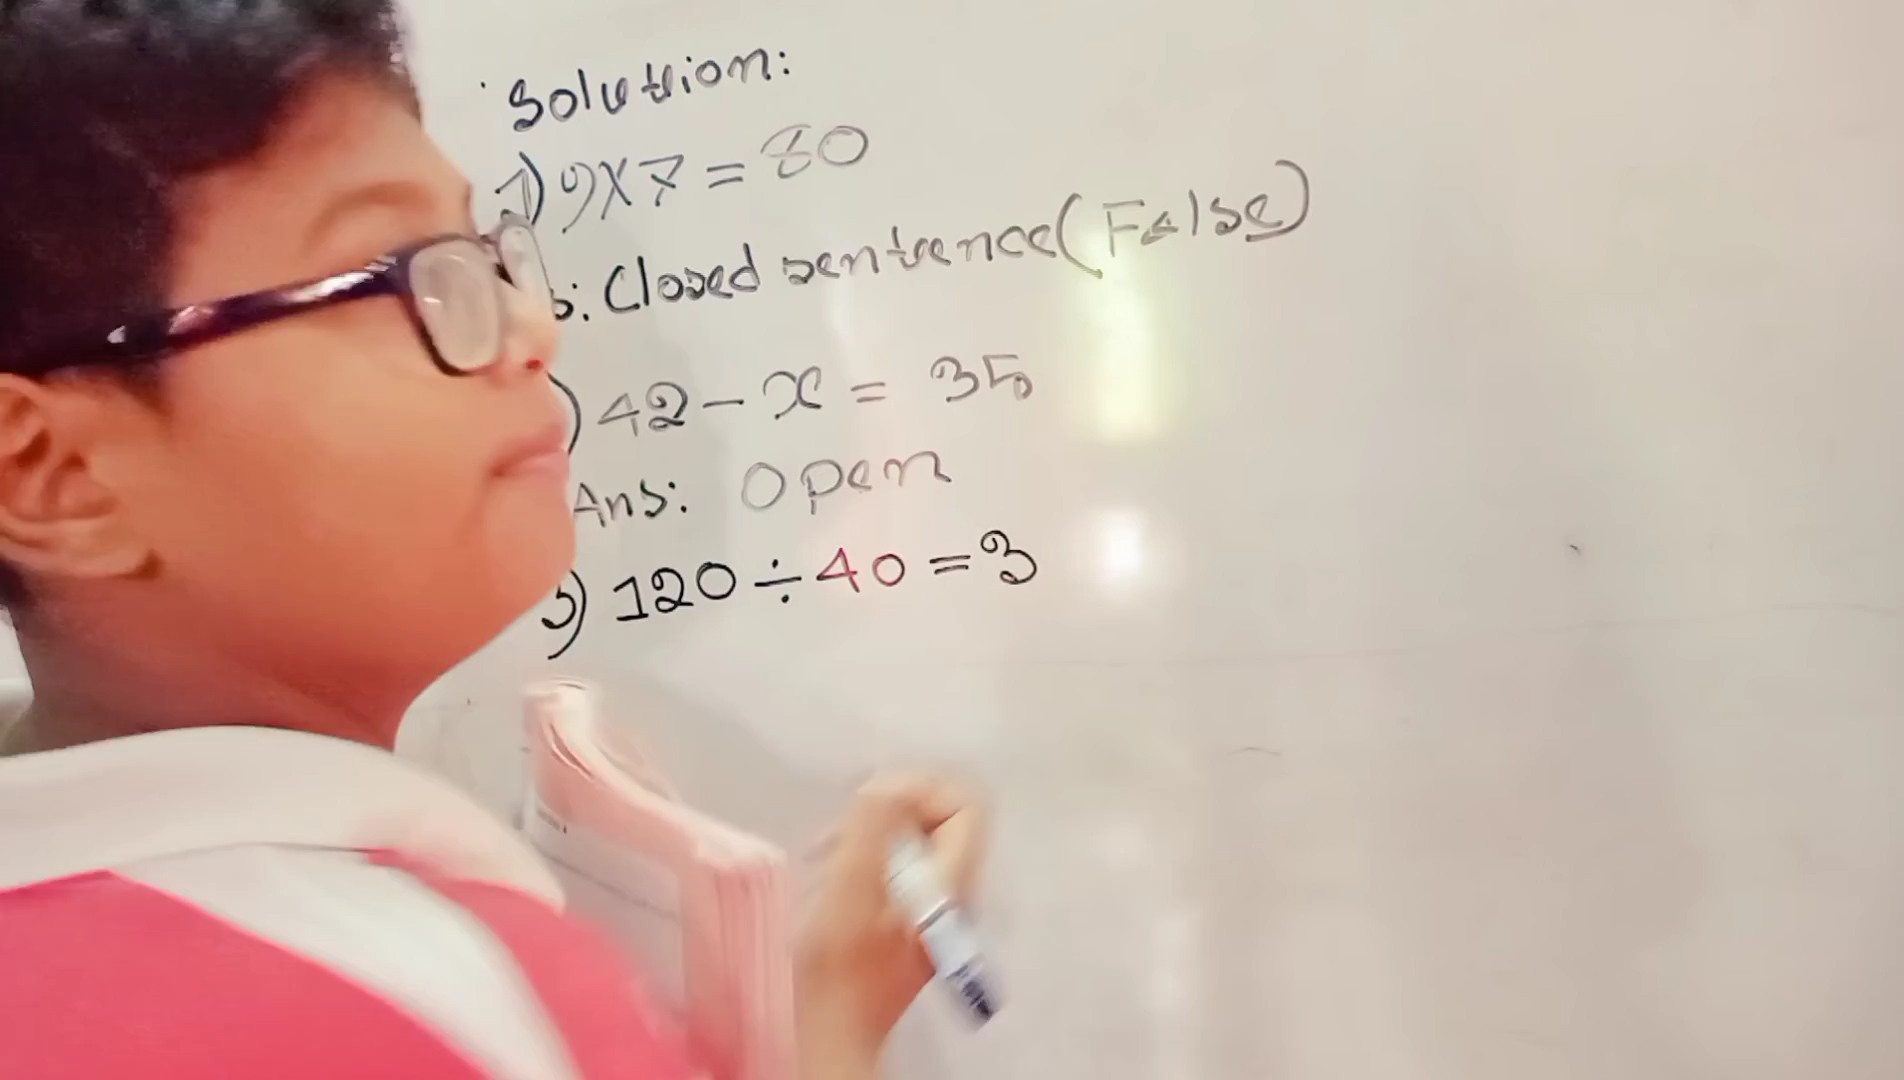 Solution:
1) 9X7 = 80
s: Closed sentence (False)
) 42 - x = 35
Ans: Open
3) 120 ÷ 40 = 3